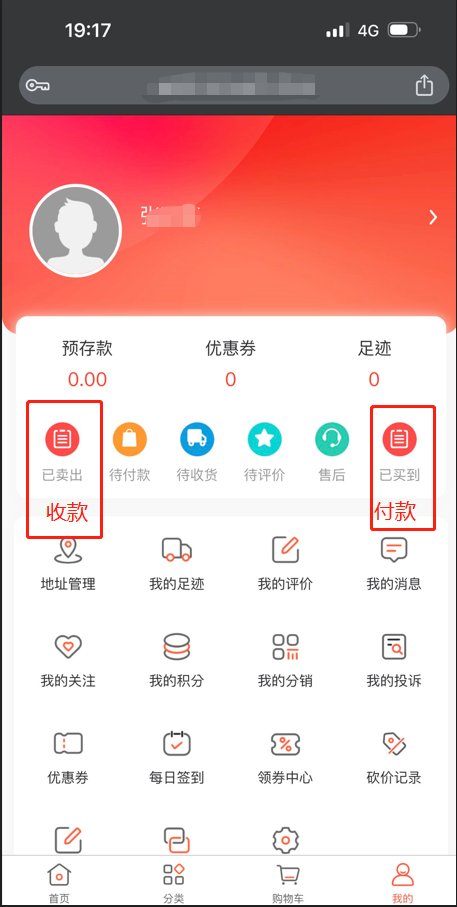 19:17
4G
预存款 优惠券 足迹
0.00 0 0
已卖出 待付款 待收货 待评价 售后 已买到
收款 付款
地址管理 我的足迹 我的评价 我的消息
我的关注 我的积分 我的分销 我的投诉
优惠券 每日签到 领券中心 砍价记录
首页 分类 购物车 我的